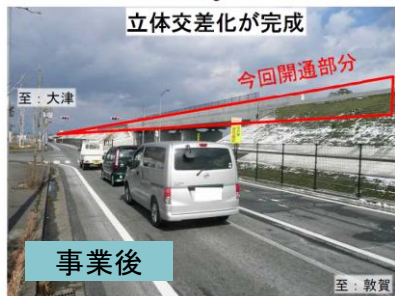 立体交差化が完成
今回開通部分
至：大津
事業後
至：敦賀